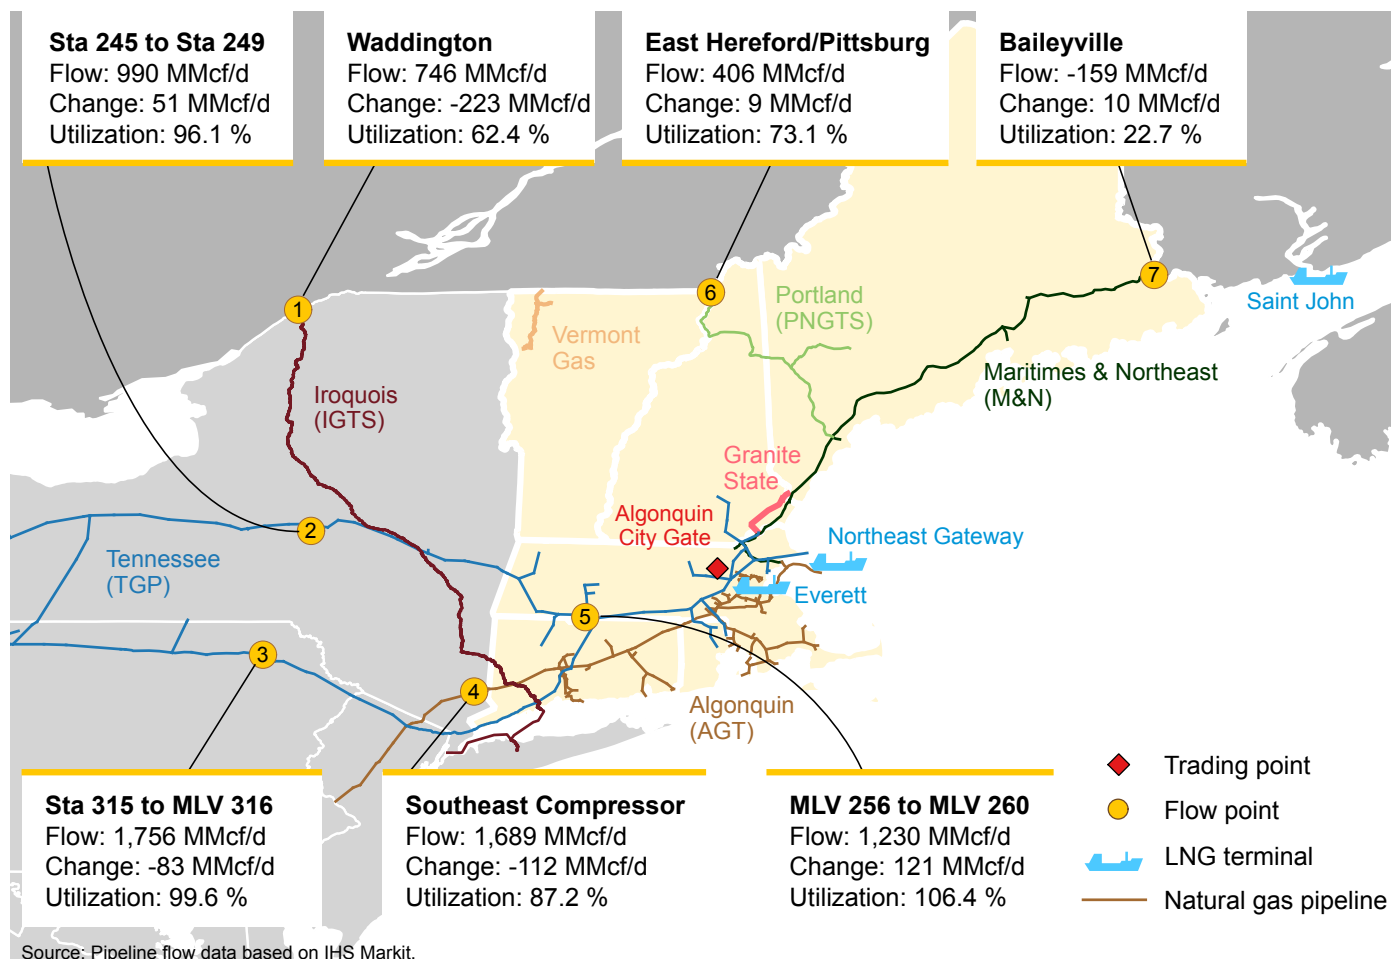 Sta 245 to Sta 249
Flow: 990 MMcf/d
Change: 51 MMcf/d
Utilization: 96.1 %
Waddington
Flow: 746 MMcf/d
Change: -223 MMcf/d
Utilization: 62.4 %
East Hereford/Pittsburg
Flow: 406 MMcf/d
Change: 9 MMcf/d
Utilization: 73.1 %
Baileyville
Flow: -159 MMcf/d
Change: 10 MMcf/d
Utilization: 22.7 %
1
6
7
Saint John
Portland
(PNGTS)
Vermont
Gas
Maritimes & Northeast
(M&N)
Iroquois
(IGTS)
Granite
State
Algonquin
City Gate
2
Northeast Gateway
Tennessee
(TGP)
Everett
5
3
4
Algonquin
(AGT)
Sta 315 to MLV 316
Flow: 1,756 MMcf/d
Change: -83 MMcf/d
Utilization: 99.6 %
Southeast Compressor
Flow: 1,689 MMcf/d
Change: -112 MMcf/d
Utilization: 87.2 %
MLV 256 to MLV 260
Flow: 1,230 MMcf/d
Change: 121 MMcf/d
Utilization: 106.4 %
Trading point
Flow point
LNG terminal
Natural gas pipeline
Source: Pipeline flow data based on IHS Markit.